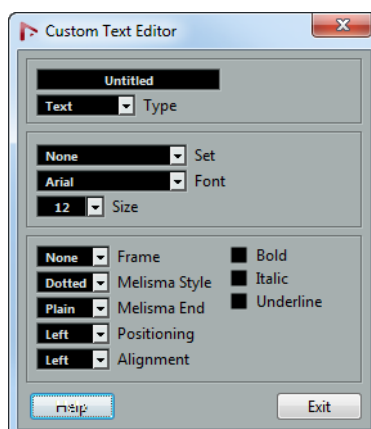 Custom Text Editor
Untitled
Text Type
None Set
Arial Font
12 Size
None Frame Bold
Dotted Melisma Style Italic
Plain Melisma End Underline
Left Positioning
Left Alignment
Exit